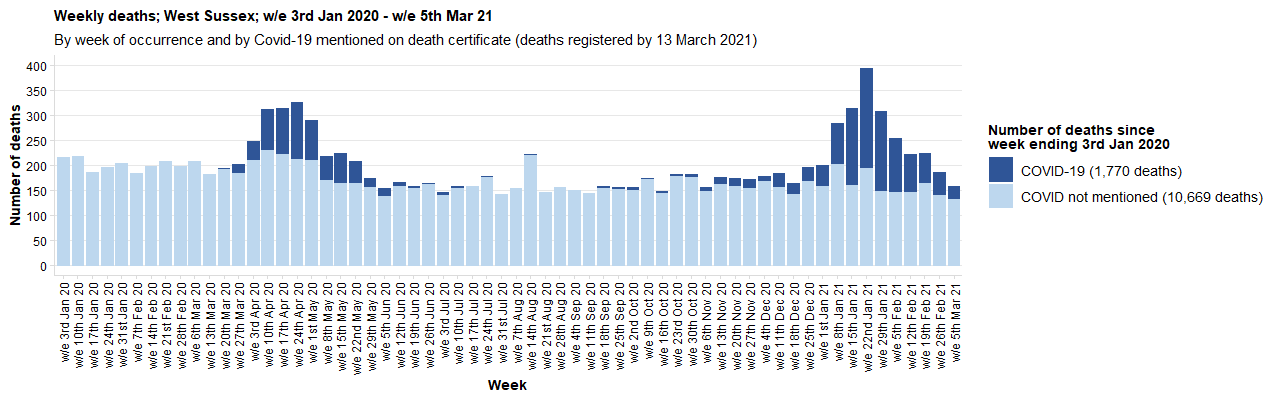 Weekly deaths; West Sussex; w/e 3rd Jan 2020 - w/e 5th Mar 21
By week of occurrence and by Covid-19 mentioned on death certificate (deaths registered by 13 March 2021)
Number of deaths
400
350
300
250
200
150
100
50
0
w/e 3rd Jan 20
w/e 10th Jan 20
w/e 17th Jan 20
w/e 24th Jan 20
w/e 31st Jan 20
w/e 7th Feb 20
w/e 14th Feb 20
w/e 21st Feb 20
w/e 28th Feb 20
w/e 6th Mar 20
w/e 13th Mar 20
w/e 20th Mar 20
w/e 27th Mar 20
w/e 3rd Apr 20
w/e 10th Apr 20
w/e 17th Apr 20
w/e 24th Apr 20
w/e 1st May 20
w/e 8th May 20
w/e 15th May 20
w/e 22nd May 20
w/e 29th May 20
w/e 5th Jun 20
w/e 12th Jun 20
w/e 19th Jun 20
w/e 26th Jun 20
w/e 3rd Jul 20
w/e 10th Jul 20
w/e 17th Jul 20
w/e 24th Jul 20
w/e 31st Jul 20
w/e 7th Aug 20
w/e 14th Aug 20
w/e 21st Aug 20
w/e 28th Aug 20
w/e 4th Sep 20
w/e 11th Sep 20
w/e 18th Sep 20
w/e 25th Sep 20
w/e 2nd Oct 20
w/e 9th Oct 20
w/e 16th Oct 20
w/e 23rd Oct 20
w/e 30th Oct 20
w/e 6th Nov 20
w/e 13th Nov 20
w/e 20th Nov 20
w/e 27th Nov 20
w/e 4th Dec 20
w/e 11th Dec 20
w/e 18th Dec 20
w/e 25th Dec 20
w/e 1st Jan 21
w/e 8th Jan 21
w/e 15th Jan 21
w/e 22nd Jan 21
w/e 29th Jan 21
w/e 5th Feb 21
w/e 12th Feb 21
w/e 19th Feb 21
w/e 26th Feb 21
w/e 5th Mar 21
Week
Number of deaths since
week ending 3rd Jan 2020
COVID-19 (1,770 deaths)
COVID not mentioned (10,669 deaths)